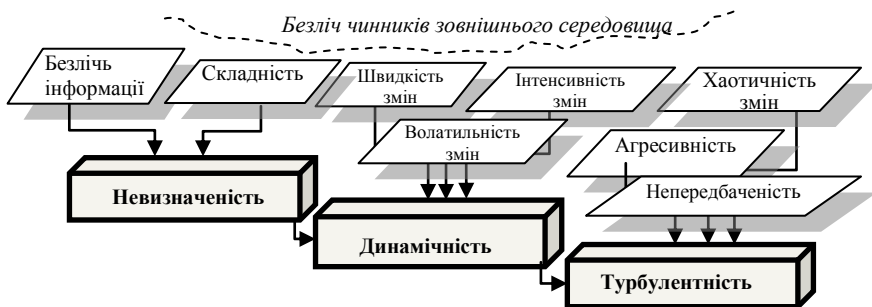 Безліч чинників зовнішнього середовища
Безлічь
інформації
Складність
Швидкість
змін
Інтенсивність
змін
Хаотичність
змін
Волатильність
змін
Агресивність
Непередбаченість
Невизначеність
Динамічність
Турбулентність